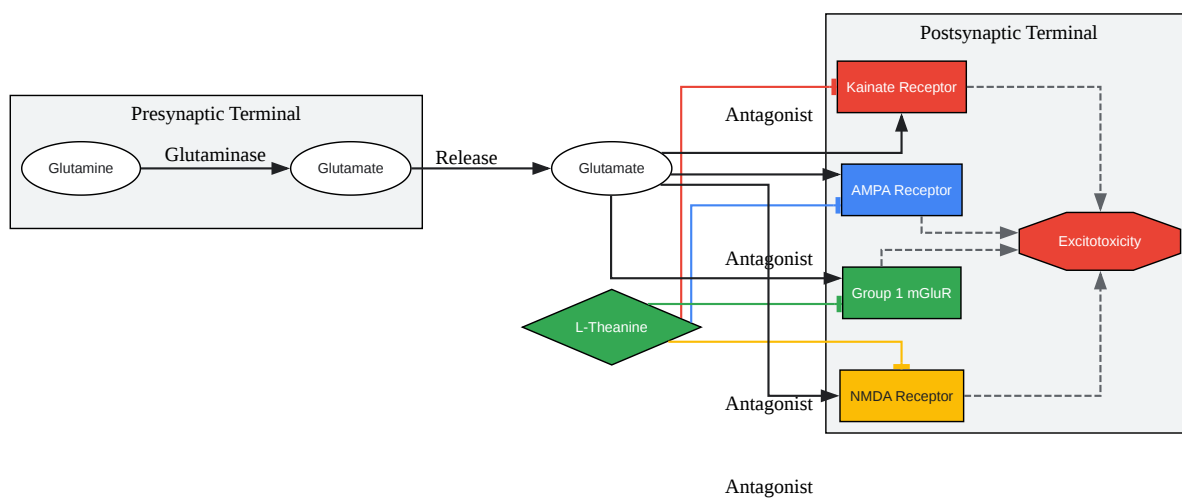 Postsynaptic Terminal
Kainate Receptor
Presynaptic Terminal
Antagonist
Glutaminase
Release
Glutamine
Glutamate
Glutamate
AMPA Receptor
Excitotoxicity
Antagonist
Group 1 mGluR
L-Theanine
NMDA Receptor
Antagonist
Antagonist